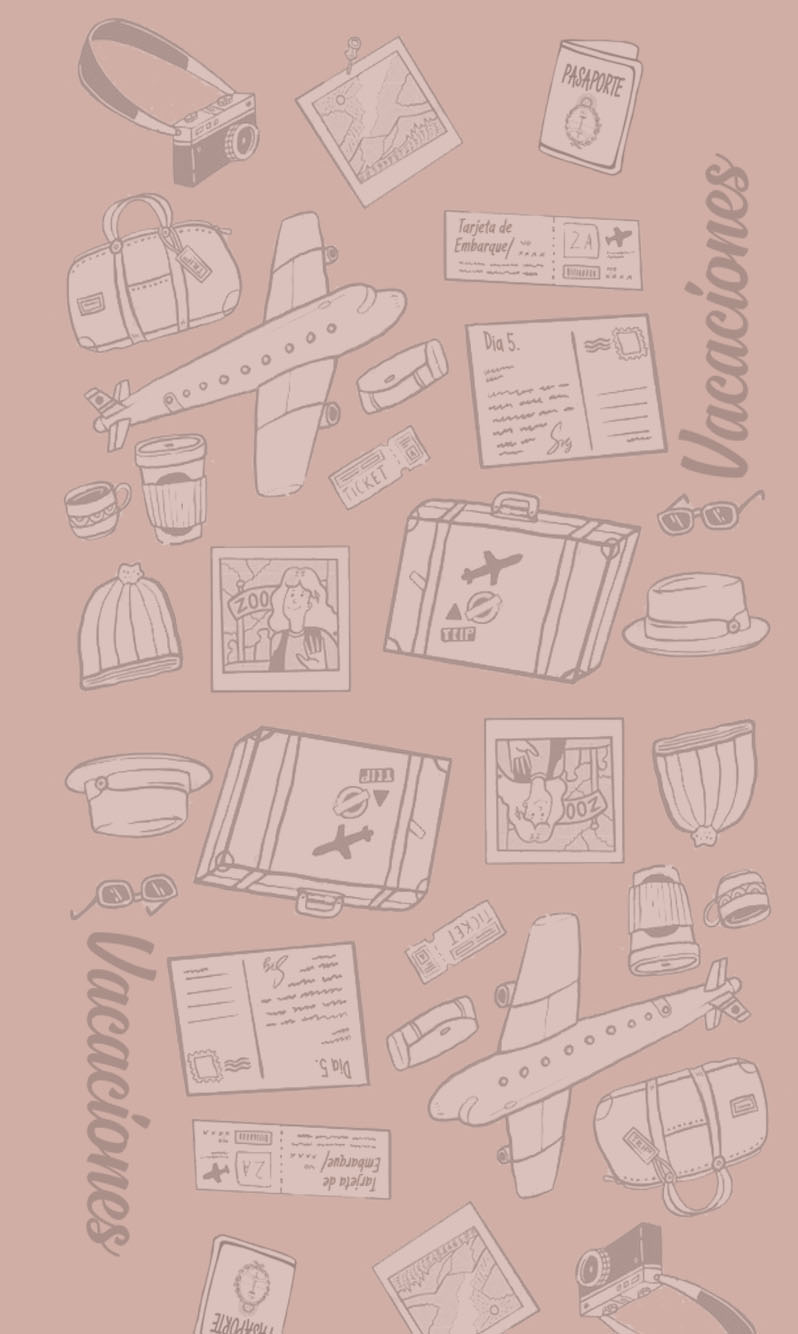 PASAPORTE
Vacaciones
Tarjeta de
Embarque/
2A
Dia 5.
TICKET
ZOO
TRIP
TRIP
ZOO
TICKET
Vacaciones
Dia 5.
TRIP
2A
Tarjeta de
Embarque/
PASAPORTE